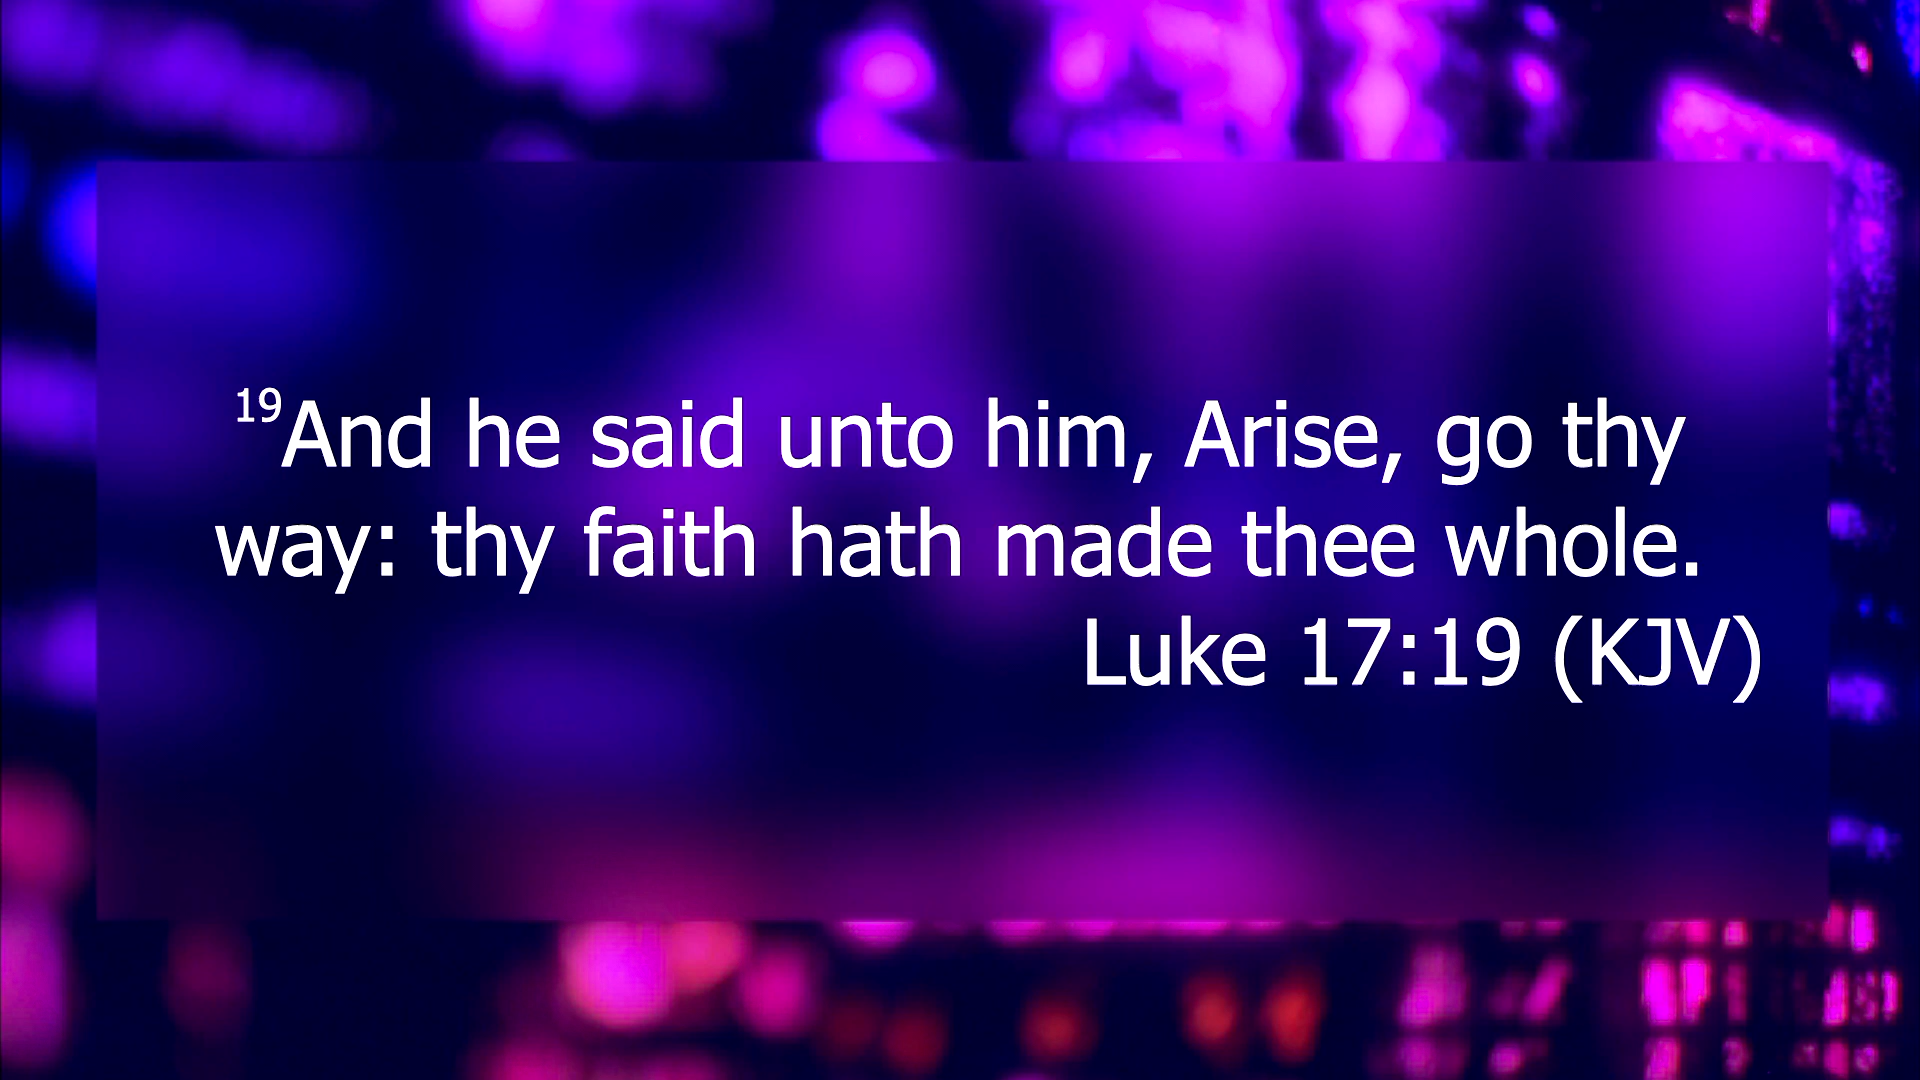 19And he said unto him, Arise, go thy
way: thy faith hath made thee whole.
Luke 17:19 (KJV)